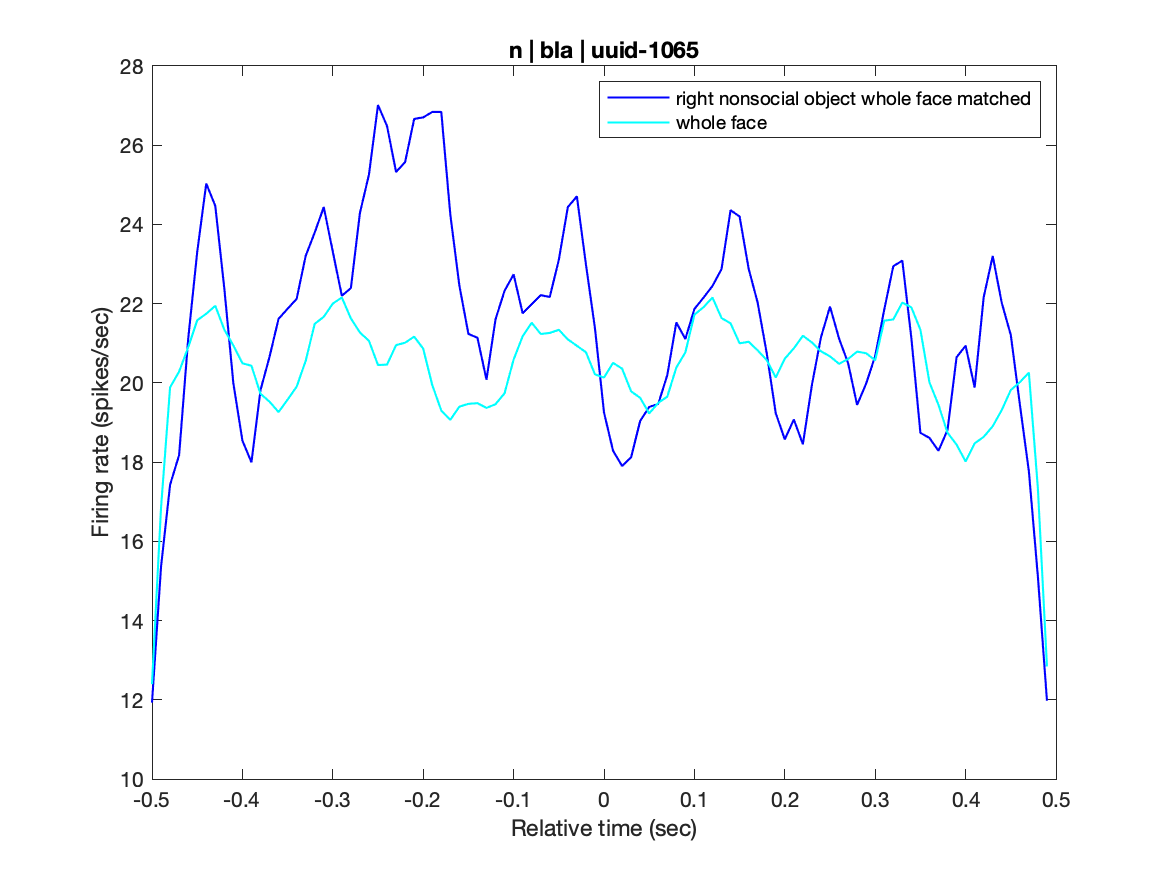 n | bla | uuid-1065
right nonsocial object whole face matched
whole face
Firing rate (spikes/sec)
28
26
24
22
20
18
16
14
12
10
-0.5 -0.4 -0.3 -0.2 -0.1 0 0.1 0.2 0.3 0.4 0.5
Relative time (sec)